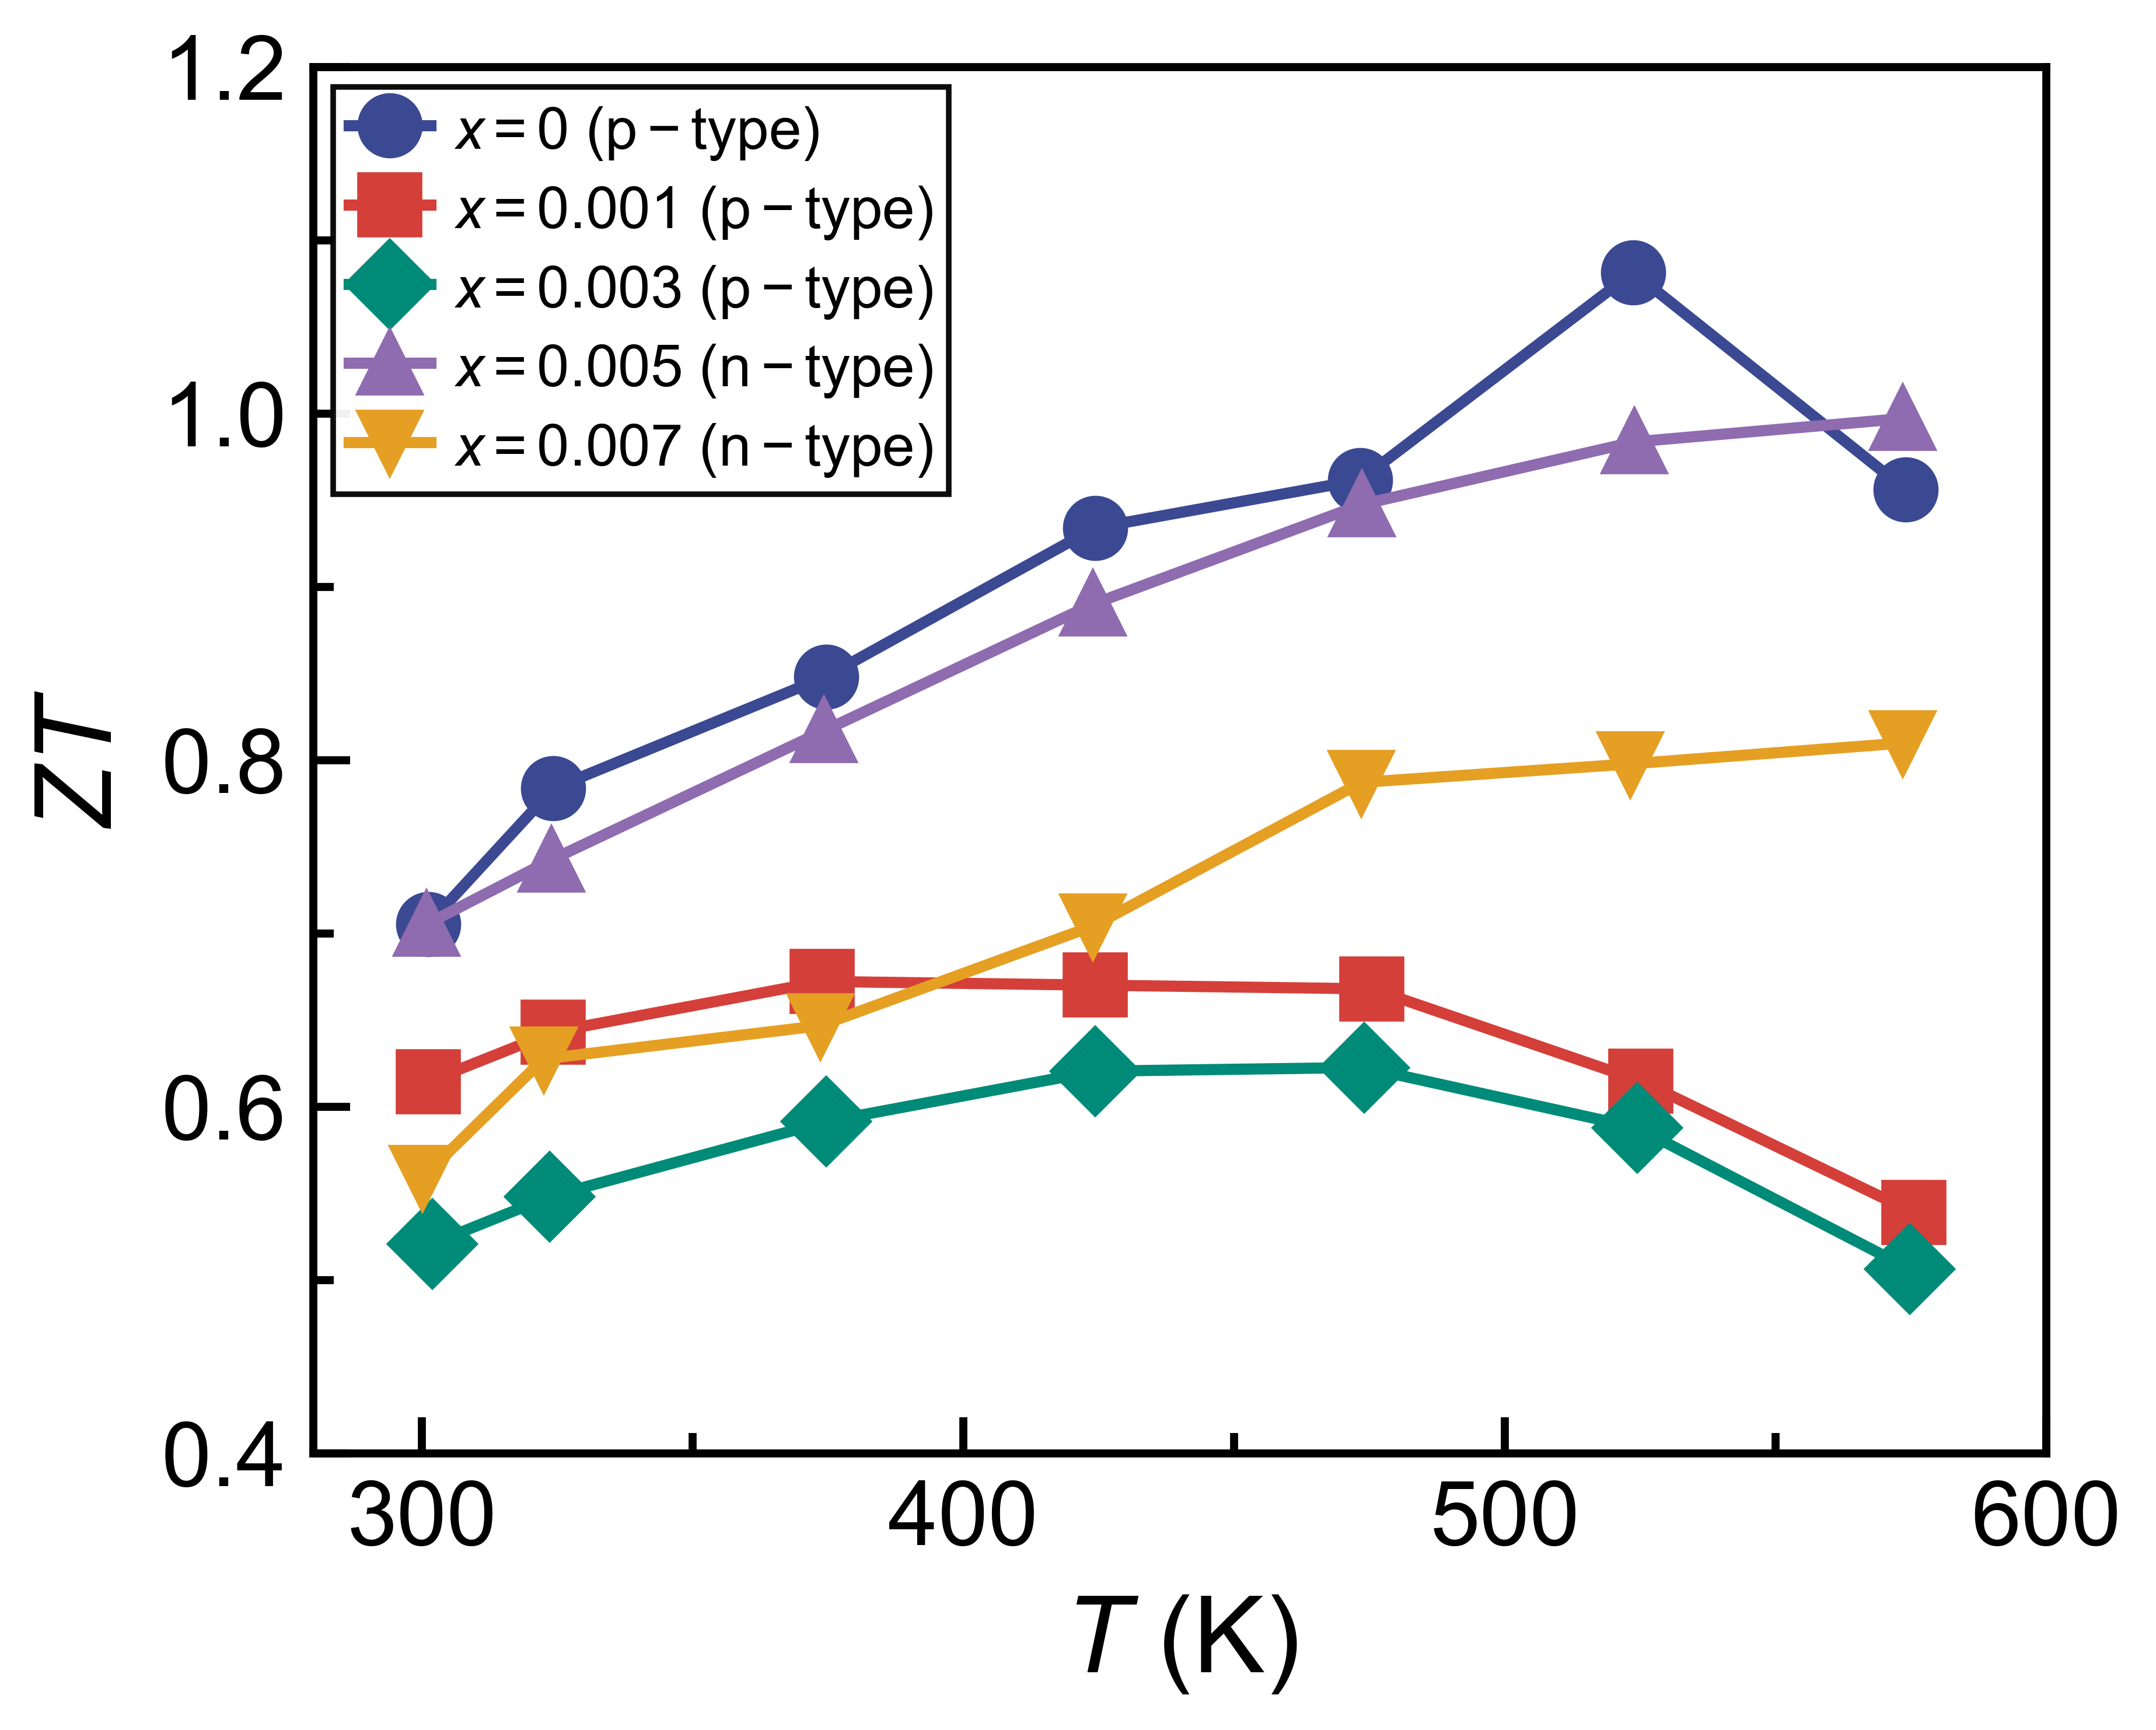 1.2
1.0
0.8
0.6
0.4
ZT
x = 0 (p − type)
x = 0.001 (p − type)
x = 0.003 (p − type)
x = 0.005 (n − type)
x = 0.007 (n − type)
300 400 500 600
T (K)